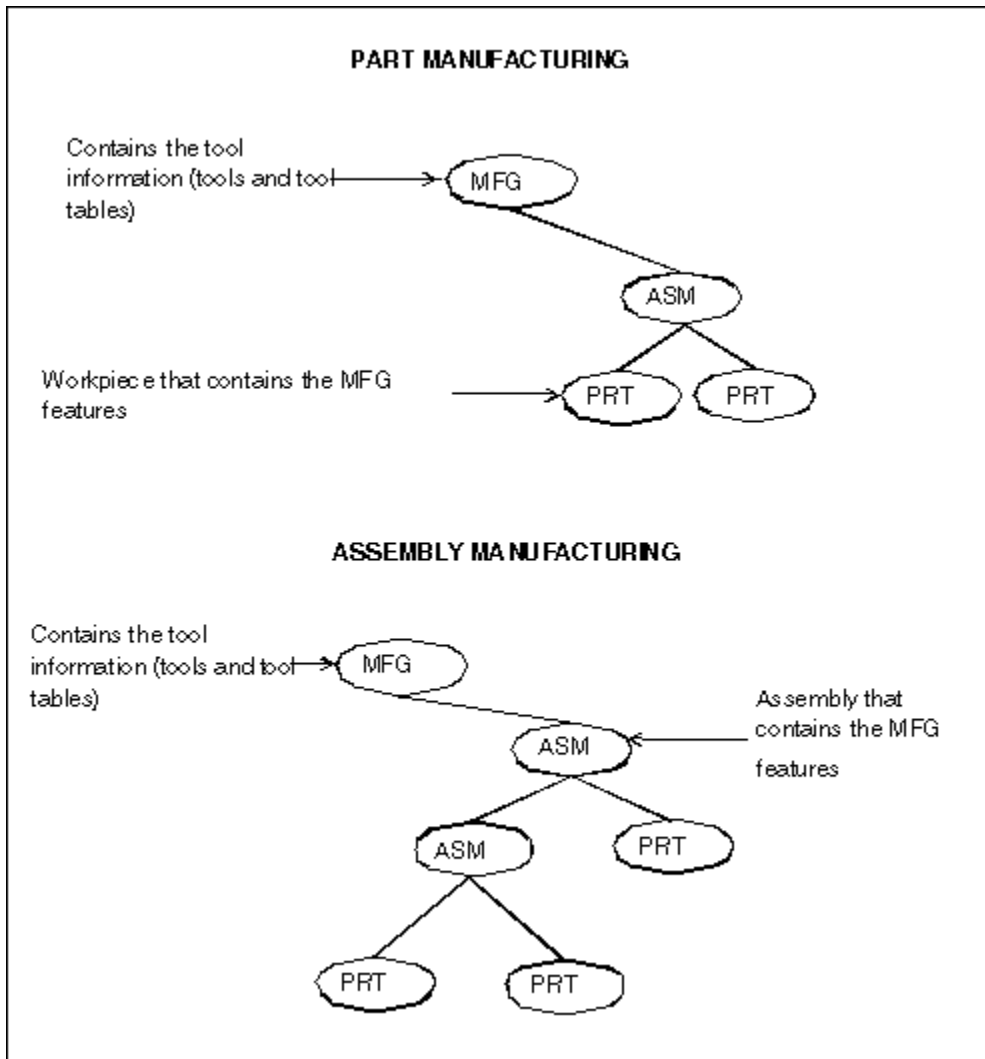 PART MANUFACTURING
Contains the tool
information (tools and tool
tables)
MFG
ASM
Workpiece that contains the MFG
features
PRT
PRT
ASSEMBLY MANUFACTURING
Contains the tool
information (tools and tool
tables)
MFG
Assembly that
contains the MFG
features
ASM
ASM
PRT
PRT
PRT